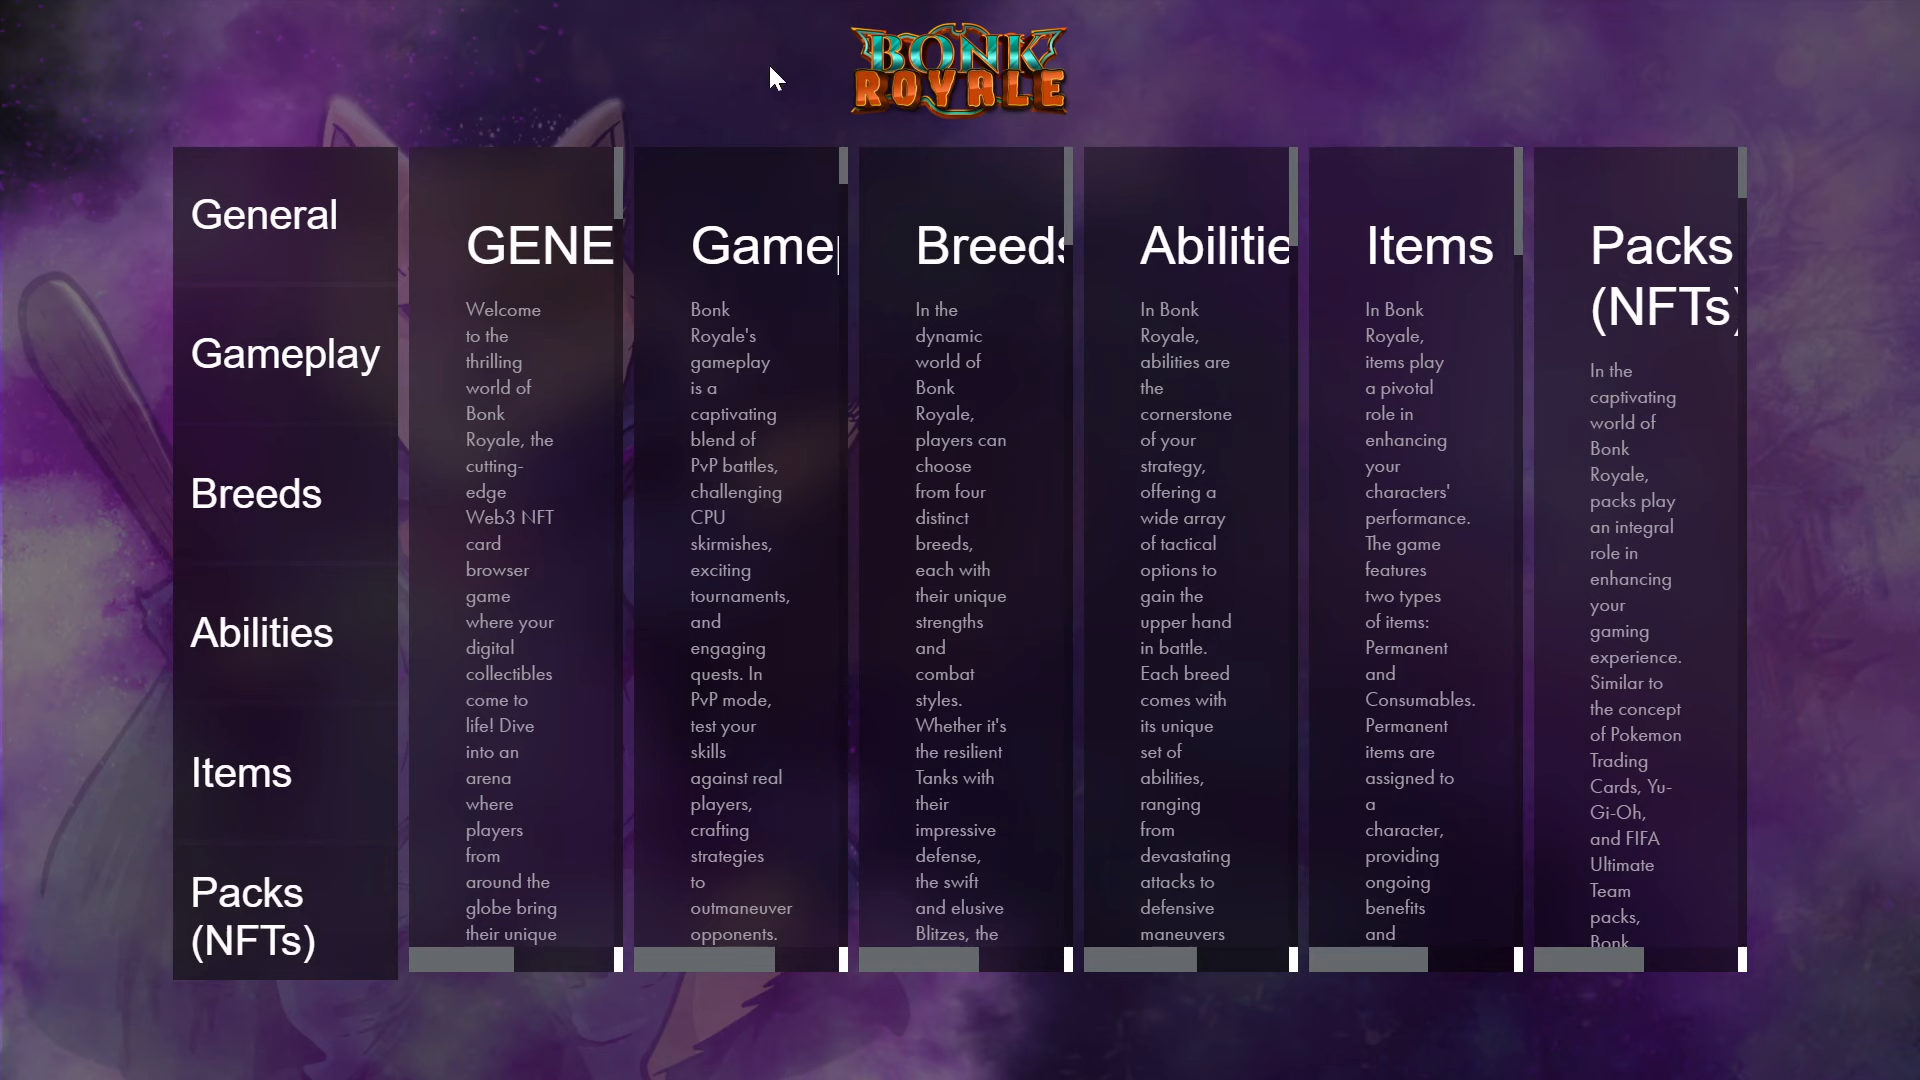 BONK
ROYALE
General
Gameplay
Breeds
Abilities
Items
Packs
(NFTs)
GENE
Welcome
to the
thrilling
world of
Bonk
Royale, the
cutting-
edge
Web3 NFT
card
browser
game
where your
digital
collectibles
come to
life! Dive
into an
arena
where
players
from
around the
globe bring
their unique
Game
Bonk
Royale's
gameplay
is a
captivating
blend of
PvP battles,
challenging
CPU
skirmishes,
exciting
tournaments,
and
engaging
quests. In
PvP mode,
test your
skills
against real
players,
crafting
strategies
to
outmaneuver
opponents.
Breeds
In the
dynamic
world of
Bonk
Royale,
players can
choose
from four
distinct
breeds,
each with
their unique
strengths
and
combat
styles.
Whether it's
the resilient
Tanks with
their
impressive
defense,
the swift
and elusive
Blitzes, the
Abilitie
In Bonk
Royale,
abilities are
the
cornerstone
of your
strategy,
offering a
wide array
of tactical
options to
gain the
upper hand
in battle.
Each breed
comes with
its unique
set of
abilities,
ranging
from
devastating
attacks to
defensive
maneuvers
Items
In Bonk
Royale,
items play
a pivotal
role in
enhancing
your
characters'
performance.
The game
features
two types
of items:
Permanent
and
Consumables.
Permanent
items are
assigned to
a
character,
providing
ongoing
benefits
and
Packs
(NFTs)
In the
captivating
world of
Bonk
Royale,
packs play
an integral
role in
enhancing
your
gaming
experience.
Similar to
the concept
of Pokemon
Trading
Cards, Yu-
Gi-Oh,
and FIFA
Ultimate
Team
packs,
Bonk